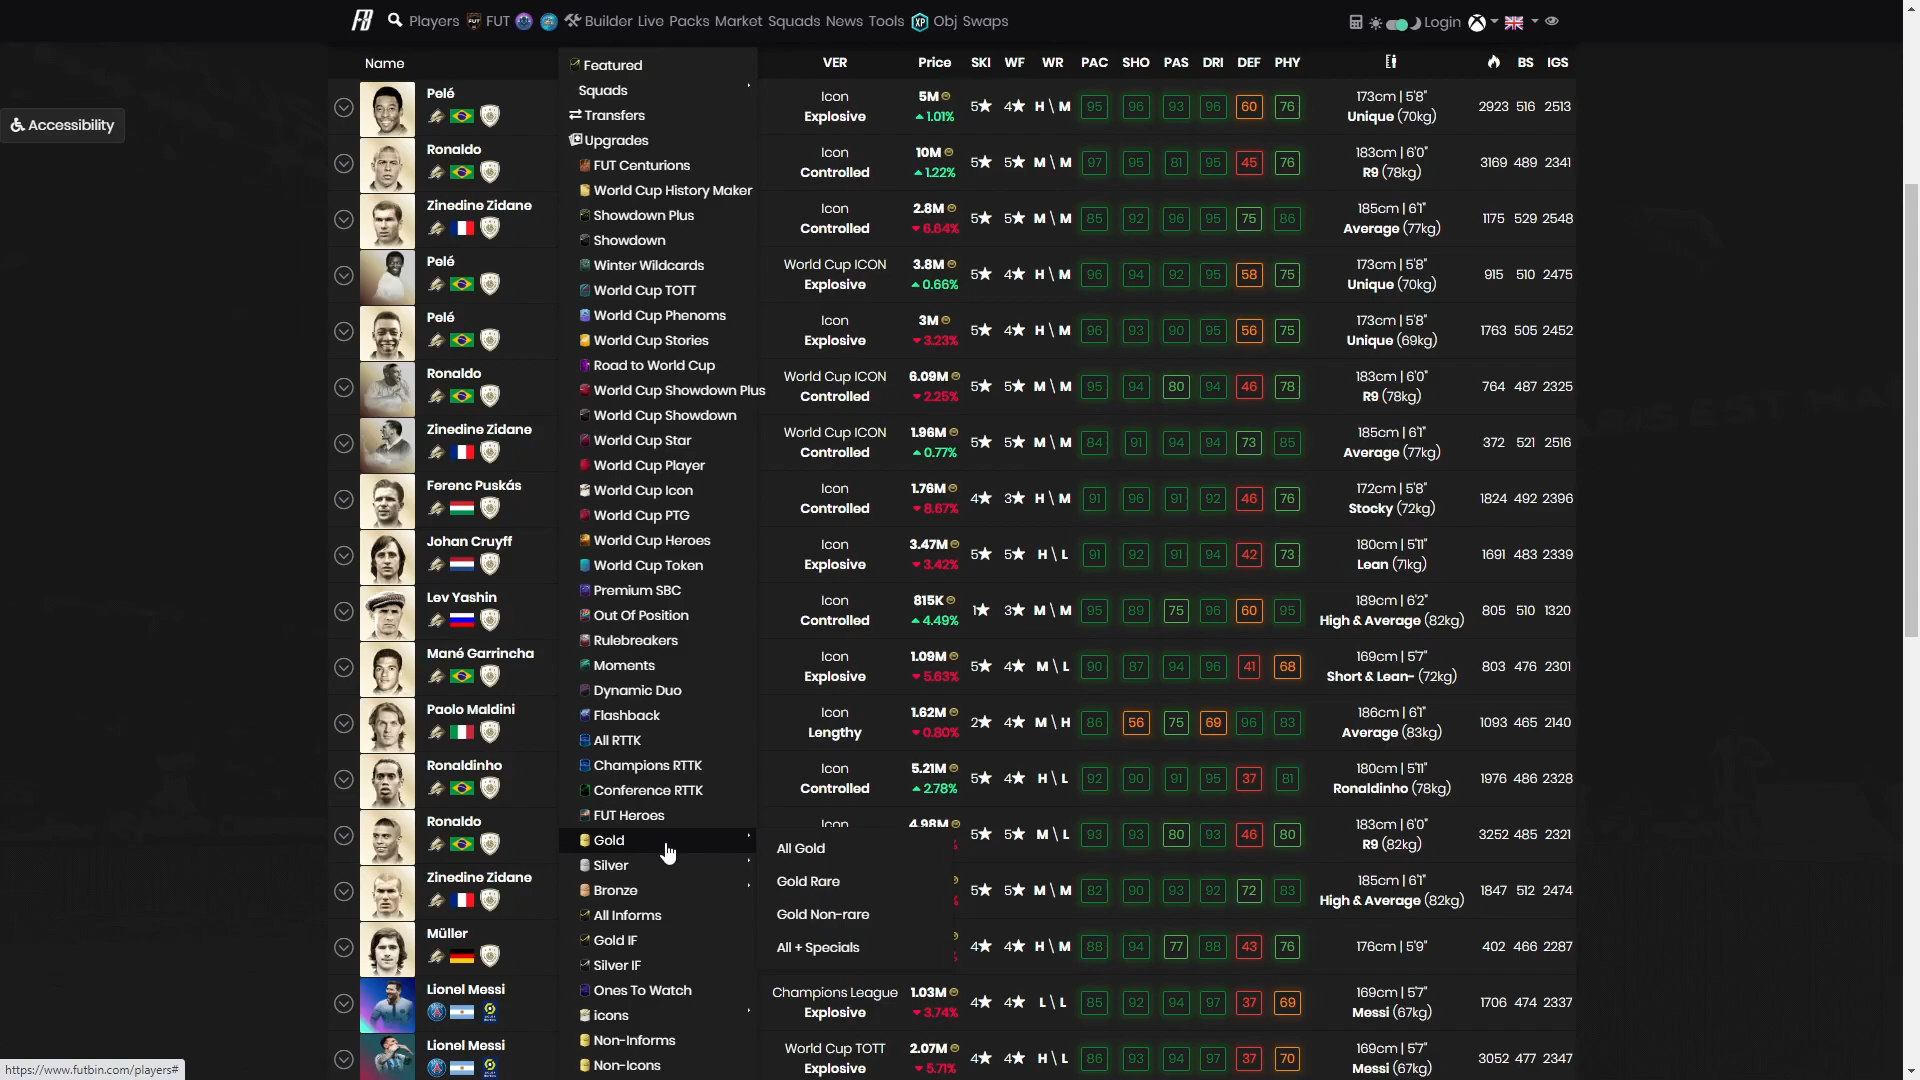 Players FUT Builder Live Packs Market Squads News Tools XP Obj Swaps Login
Name VER Price SKI WF WR PAC SHO PAS DRI DEF PHY BS IGS
Accessibility
Featured
Squads
Transfers
Upgrades
FUT Centurions
World Cup History Maker
Showdown Plus
Showdown
Winter Wildcards
World Cup TOTT
World Cup Phenoms
World Cup Stories
Road to World Cup
World Cup Showdown Plus
World Cup Showdown
World Cup Star
World Cup Player
World Cup Icon
World Cup PTG
World Cup Heroes
World Cup Token
Premium SBC
Out Of Position
Rulebreakers
Moments
Dynamic Duo
Flashback
All RTTK
Champions RTTK
Conference RTTK
FUT Heroes
Gold
Silver
Bronze
All Informs
Gold IF
Silver IF
Ones To Watch
icons
Non-Informs
Non-Icons
All Gold
Gold Rare
Gold Non-rare
All + Specials
Pelé Icon 5M 5★ 4★ H \ M 95 96 93 96 60 76 173cm | 5'8" 2923 516 2513
Explosive 1.01% Unique (70kg)
Ronaldo Icon 10M 5★ 5★ M \ M 97 95 81 95 45 76 183cm | 6'0" 3169 489 2341
Controlled 1.22% R9 (78kg)
Zinedine Zidane Icon 2.8M 5★ 5★ M \ M 85 92 96 95 75 86 185cm | 6'1" 1175 529 2548
Controlled 6.64% Average (77kg)
Pelé World Cup ICON 3.8M 5★ 4★ H \ M 96 94 92 95 58 75 173cm | 5'8" 915 510 2475
Explosive 0.66% Unique (70kg)
Pelé Icon 3M 5★ 4★ H \ M 96 93 90 95 56 75 173cm | 5'8" 1763 505 2452
Explosive 3.23% Unique (69kg)
Ronaldo World Cup ICON 6.09M 5★ 5★ M \ M 95 94 80 94 46 78 183cm | 6'0" 764 487 2325
Controlled 2.25% R9 (78kg)
Zinedine Zidane World Cup ICON 1.96M 5★ 5★ M \ M 84 91 94 94 73 85 185cm | 6'1" 372 521 2516
Controlled 0.77% Average (77kg)
Ferenc Puskás Icon 1.76M 4★ 3★ H \ M 91 96 91 92 46 76 172cm | 5'8" 1824 492 2396
Controlled 8.67% Stocky (72kg)
Johan Cruyff Icon 3.47M 5★ 5★ H \ L 91 92 91 94 42 73 180cm | 5'11" 1691 483 2339
Explosive 3.42% Lean (71kg)
Lev Yashin Icon 815K 1★ 3★ M \ M 95 89 75 96 60 95 189cm | 6'2" 805 510 1320
Controlled 4.49% High & Average (82kg)
Mané Garrincha Icon 1.09M 5★ 4★ M \ L 90 87 94 96 41 68 169cm | 5'7" 803 476 2301
Explosive 5.63% Short & Lean- (72kg)
Paolo Maldini Icon 1.62M 2★ 4★ M \ H 86 56 75 69 96 83 186cm | 6'1" 1093 465 2140
Lengthy 0.80% Average (83kg)
Ronaldinho Icon 5.21M 5★ 4★ H \ L 92 90 91 95 37 81 180cm | 5'11" 1976 486 2328
Controlled 2.78% Ronaldinho (78kg)
Ronaldo Icon 4.98M 5★ 5★ M \ L 93 93 80 93 46 80 183cm | 6'0" 3252 485 2321
R9 (82kg)
Zinedine Zidane 5★ 5★ M \ M 82 90 93 92 72 83 185cm | 6'1" 1847 512 2474
High & Average (82kg)
Müller 4★ 4★ H \ M 88 94 77 88 43 76 176cm | 5'9" 402 466 2287
Lionel Messi Champions League 1.03M 4★ 4★ L \ L 85 92 94 97 37 69 169cm | 5'7" 1706 474 2337
Explosive 3.74% Messi (67kg)
Lionel Messi World Cup TOTT 2.07M 4★ 4★ H \ L 86 93 94 97 37 70 169cm | 5'7" 3052 477 2347
Explosive 5.71% Messi (67kg)
https://www.futbin.com/players#